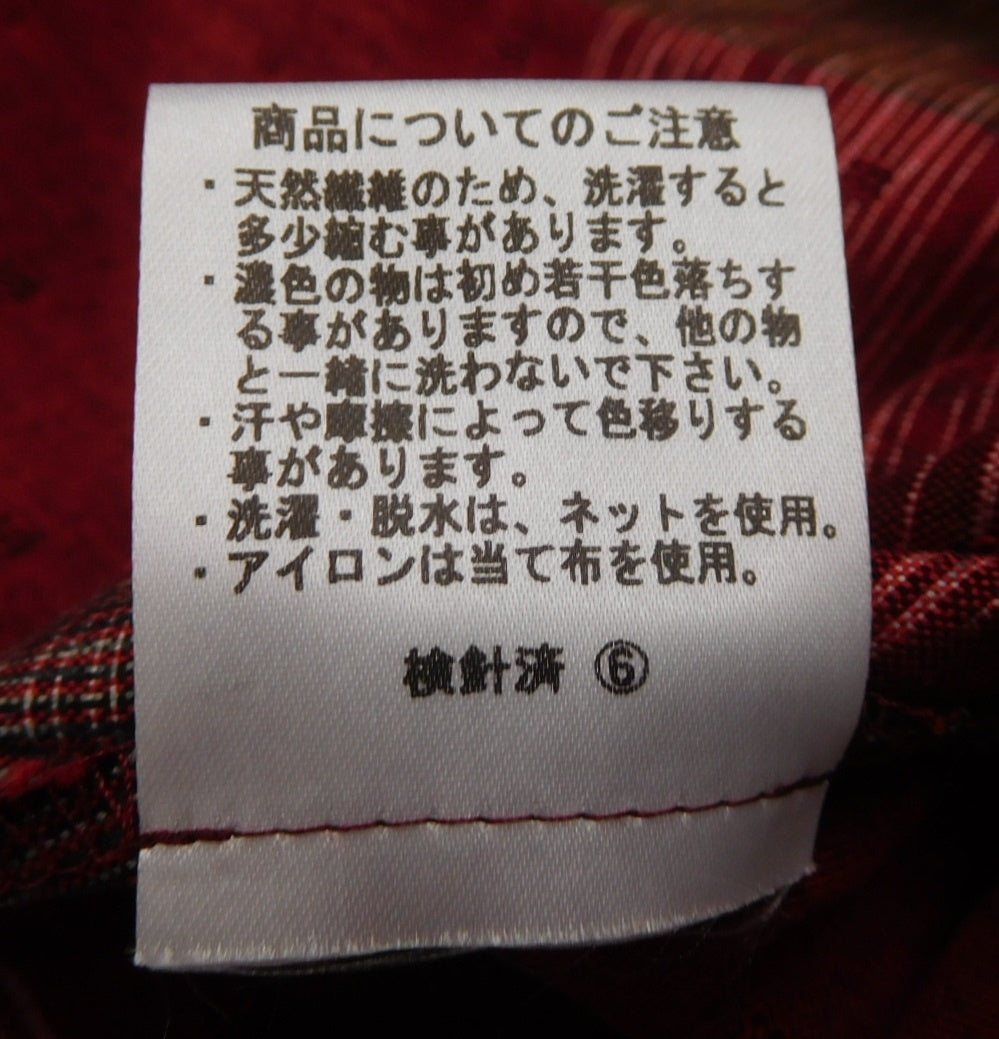 商品についてのご注意
・天然繊維のため、洗濯すると
多少縮む事があります。
・濃色の物は初め若干色落ちす
る事がありますので、他の物
と一緒に洗わないで下さい。
・汗や摩擦によって色移りする
事があります。
・洗濯・脱水は、ネットを使用。
・アイロンは当て布を使用。
検針済 ⑥